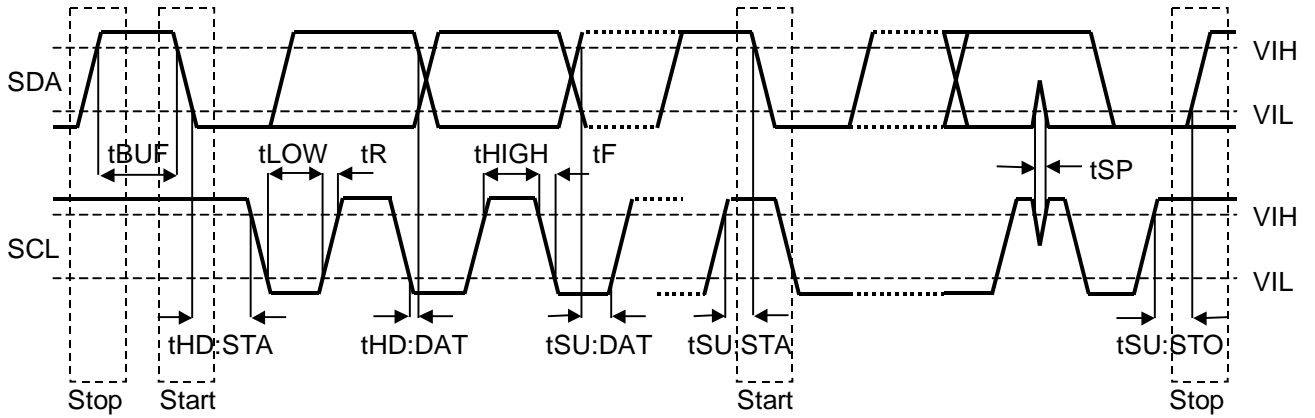 VIH
SDA
VIL
tBUF tLOW tR tHIGH tF tSP
VIH
SCL
VIL
tHD:STA tHD:DAT tSU:DAT tSU:STA tSU:STO
Stop Start Start Stop